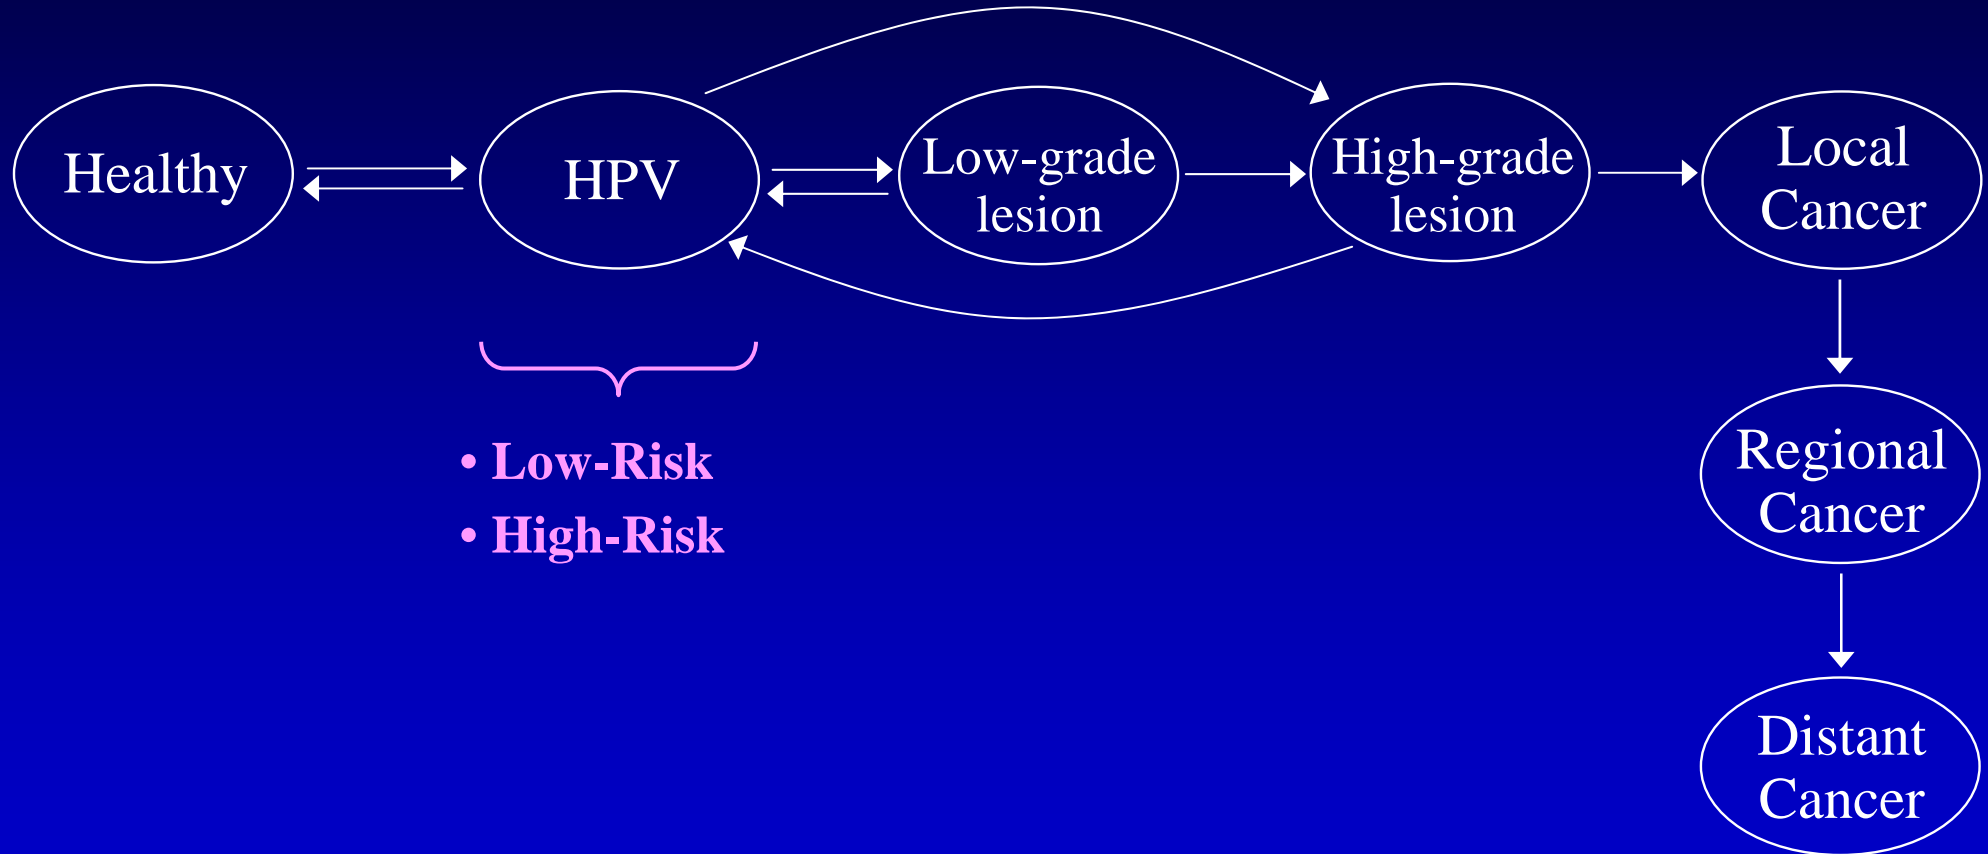 Healthy
HPV
Low-grade
lesion
High-grade
lesion
Local
Cancer
• Low-Risk
• High-Risk
Regional
Cancer
Distant
Cancer